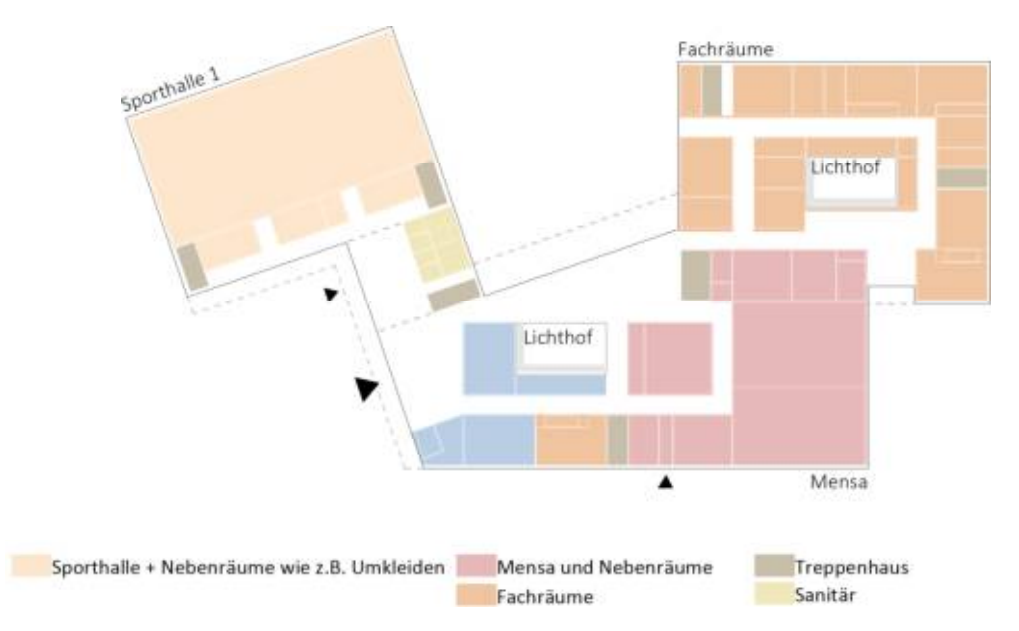 Fachräume
Sporthalle 1
Lichthof
Lichthof
Mensa
Sporthalle + Nebenräume wie z.B. Umkleiden
Mensa und Nebenräume
Treppenhaus
Fachräume
Sanitär